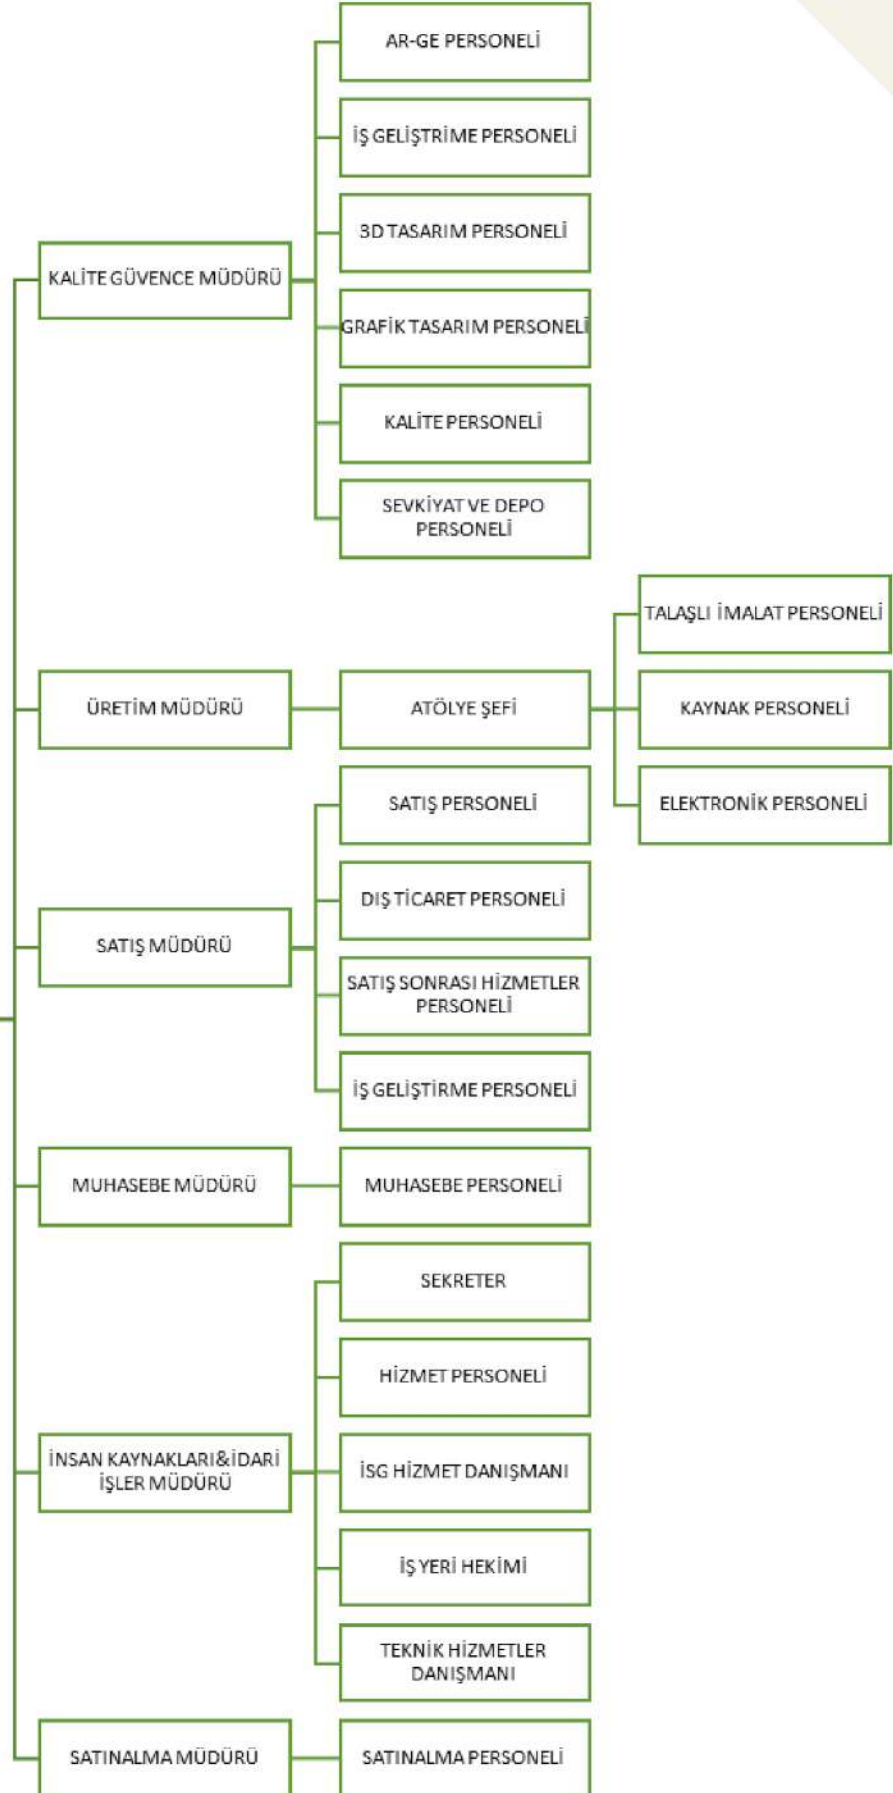 AR-GE PERSONELİ
İŞ GELİŞTRİME PERSONELİ
3D TASARIM PERSONELİ
KALİTE GÜVENCE MÜDÜRÜ
GRAFİK TASARIM PERSONELİ
KALİTE PERSONELİ
SEVKİYAT VE DEPO
PERSONELİ
ÜRETİM MÜDÜRÜ
ATÖLYE ŞEFİ
TALAŞLI İMALAT PERSONELİ
KAYNAK PERSONELİ
ELEKTRONİK PERSONELİ
SATIŞ MÜDÜRÜ
SATIŞ PERSONELİ
DIŞ TİCARET PERSONELİ
SATIŞ SONRASI HİZMETLER
PERSONELİ
İŞ GELİŞTİRME PERSONELİ
MUHASEBE MÜDÜRÜ
MUHASEBE PERSONELİ
İNSAN KAYNAKLARI&İDARİ
İŞLER MÜDÜRÜ
SEKRETER
HİZMET PERSONELİ
İSG HİZMET DANIŞMANI
İŞ YERİ HEKİMİ
TEKNİK HİZMETLER
DANIŞMANI
SATINALMA MÜDÜRÜ
SATINALMA PERSONELİ